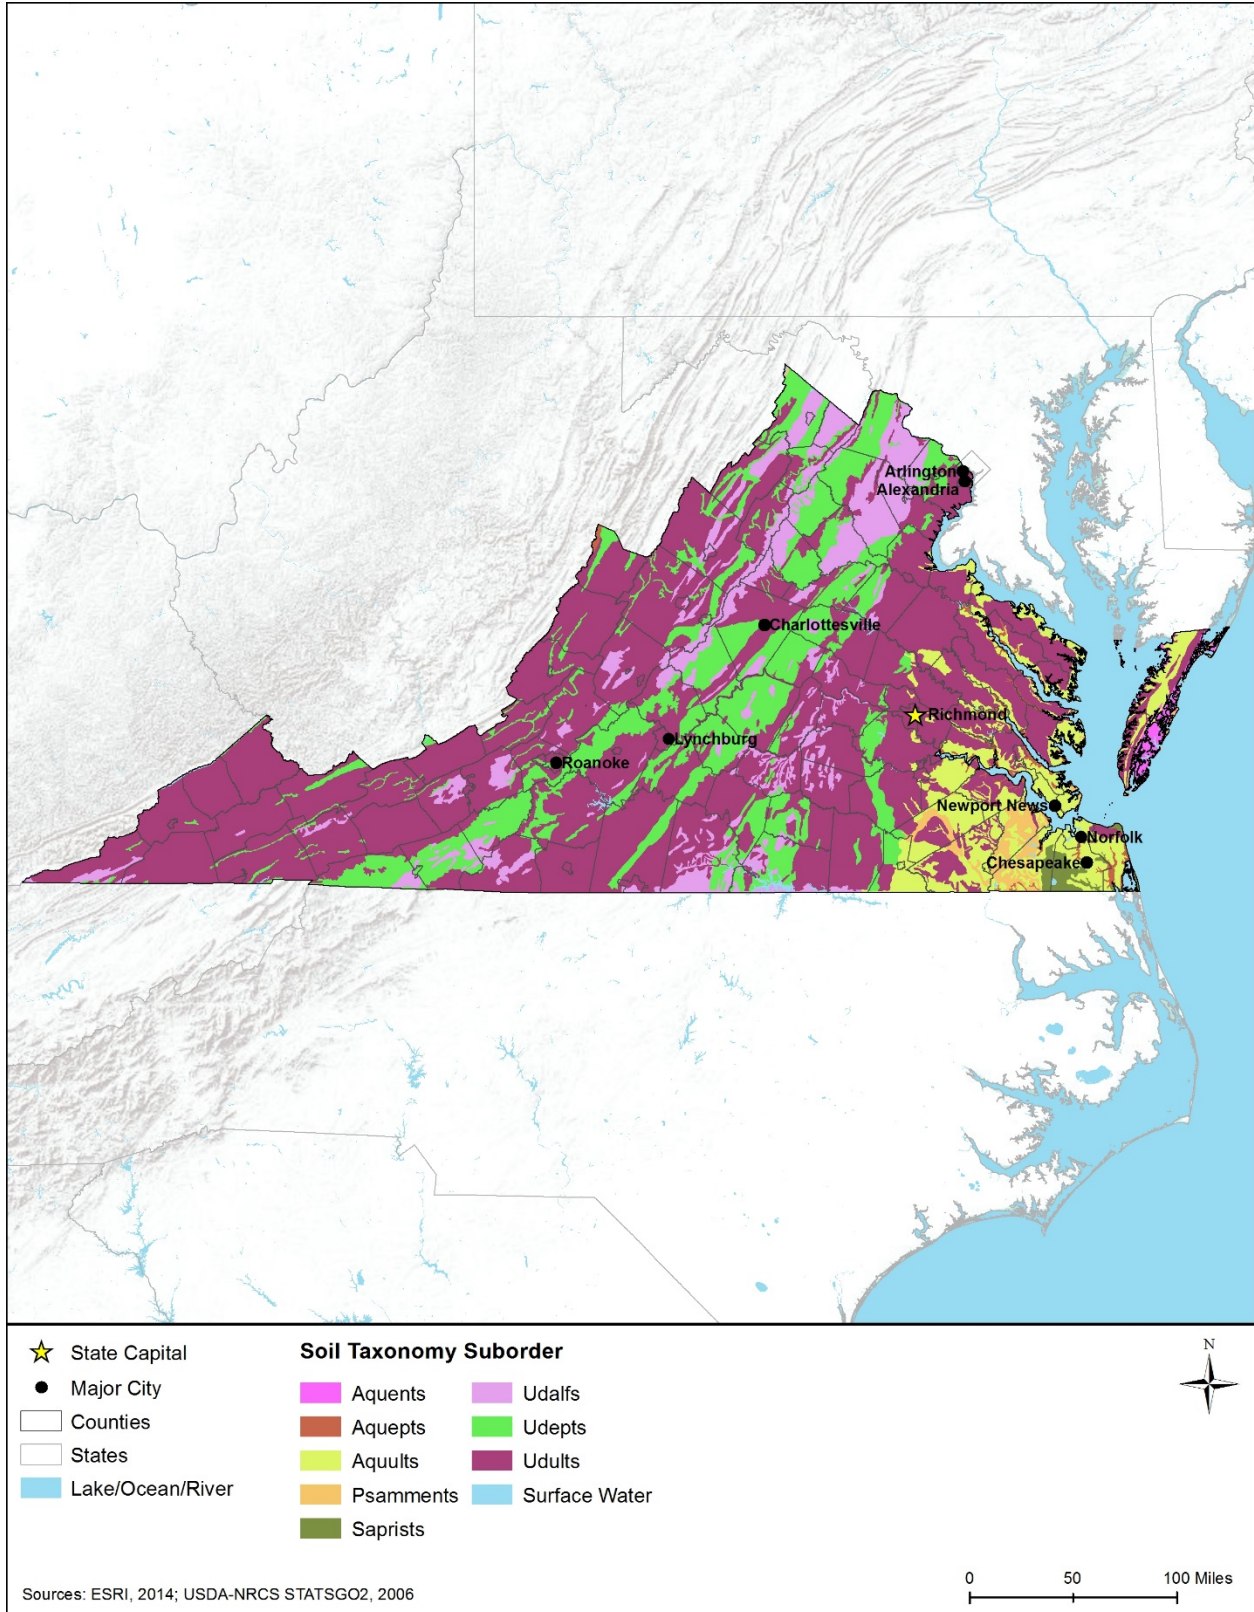 Arlington
Alexandria
Charlottesville
Richmond
Lynchburg
Roanoke
Newport News
Norfolk
Chesapeake
State Capital
Major City
Counties
States
Lake/Ocean/River
Soil Taxonomy Suborder
Aquents
Aquepts
Aquults
Psamments
Saprists
Udalfs
Udepts
Udults
Surface Water
N
Sources: ESRI, 2014; USDA-NRCS STATSGO2, 2006
0 50 100 Miles